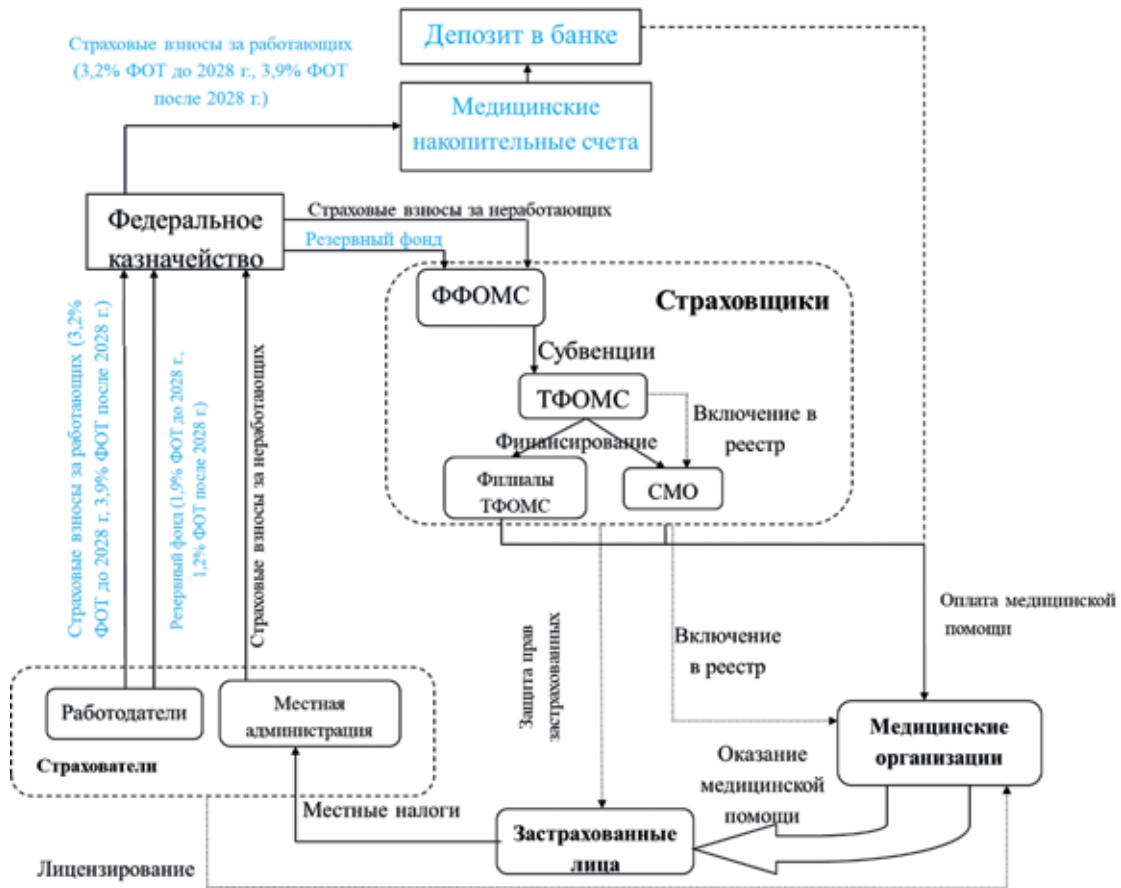 Страховые взносы за работающих
(3,2% ФОТ до 2028 г., 3,9% ФОТ
после 2028 г.)
Депозит в банке
Медицинские
накопительные счета
Федеральное
казначейство
Страховые взносы за неработающих
Резервный фонд
ФФОМС
Страховщики
Субвенции
ТФОМС
Включение в
реестр
Финансирование
Филиалы
ТФОМС
СМО
Страховые взносы за работающих (3,2%
ФОТ до 2028 г, 3,9% ФОТ после 2028 г.)
Резервный фонд (1,9% ФОТ до 2028 г.,
1,2% ФОТ после 2028 г.)
Страховые взносы за неработающих
Защита прав
застрахованных
Включение
в реестр
Оплата медицинской
помощи
Работодатели
Местная
администрация
Страхователи
Медицинские
организации
Оказание
медицинской
помощи
Местные налоги
Застрахованные
лица
Лицензирование